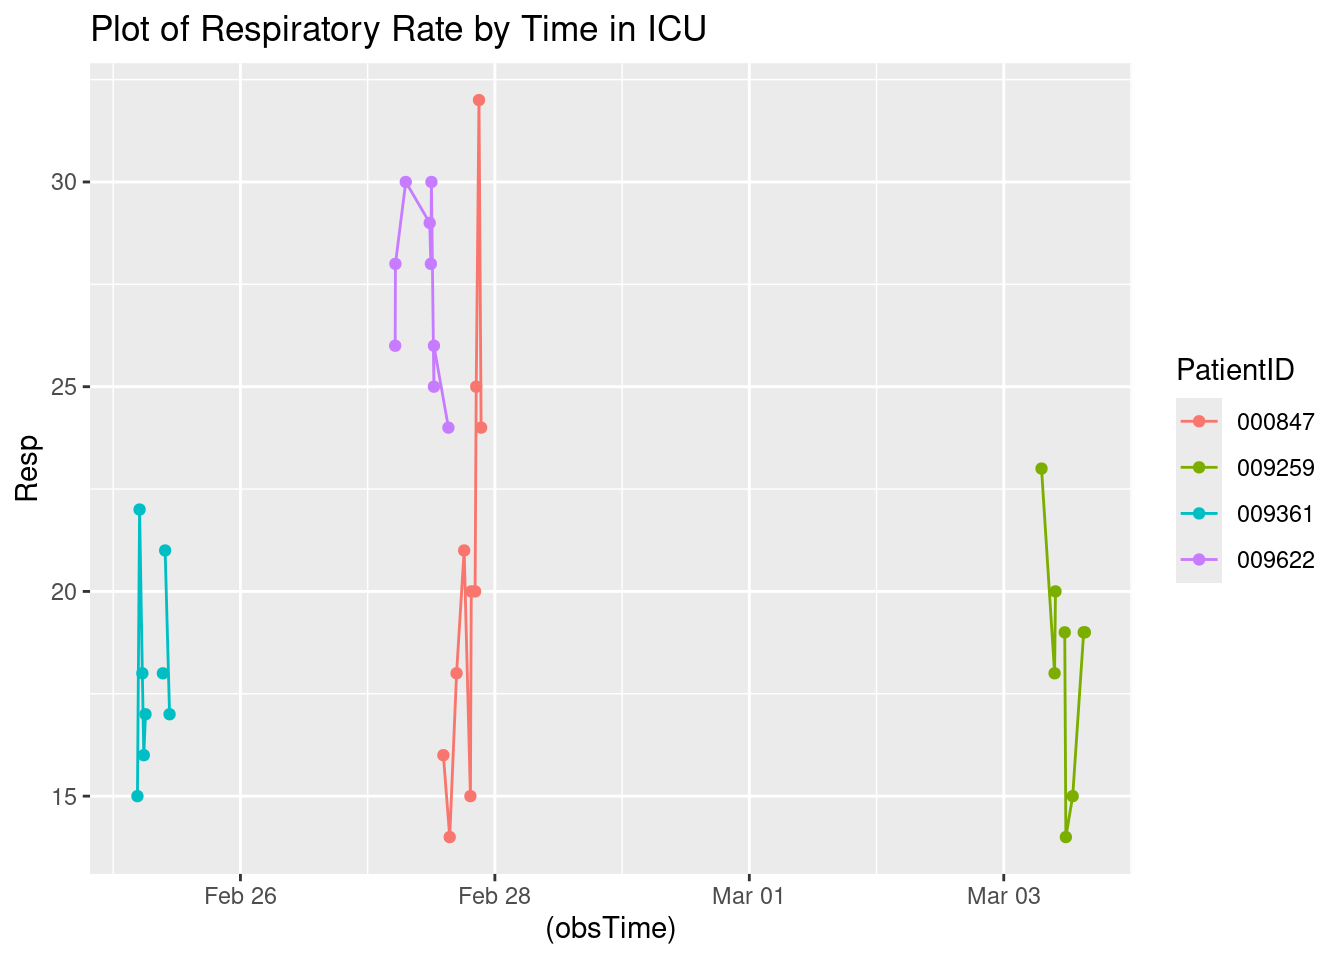 Plot of Respiratory Rate by Time in ICU
30
25
20
15
Resp
Feb 26
Feb 28
Mar 01
Mar 03
(obsTime)
PatientID
000847
009259
009361
009622